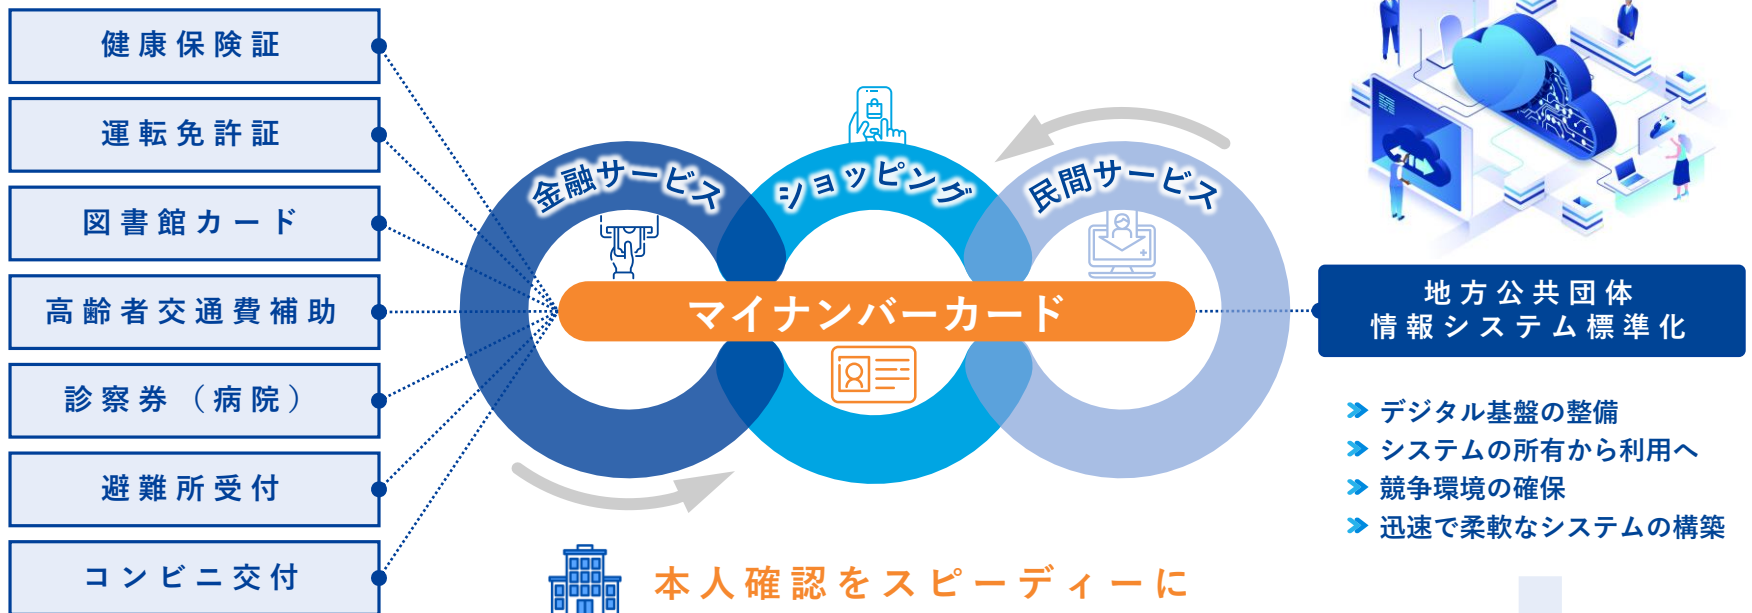 健康保険証
運転免許証
図書館カード
高齢者交通費補助
診察券（病院）
避難所受付
コンビニ交付
金融サービス
ショッピング
民間サービス
マイナンバーカード
本人確認をスピーディーに
地方公共団体
情報システム標準化
デジタル基盤の整備
システムの所有から利用へ
競争環境の確保
迅速で柔軟なシステムの構築